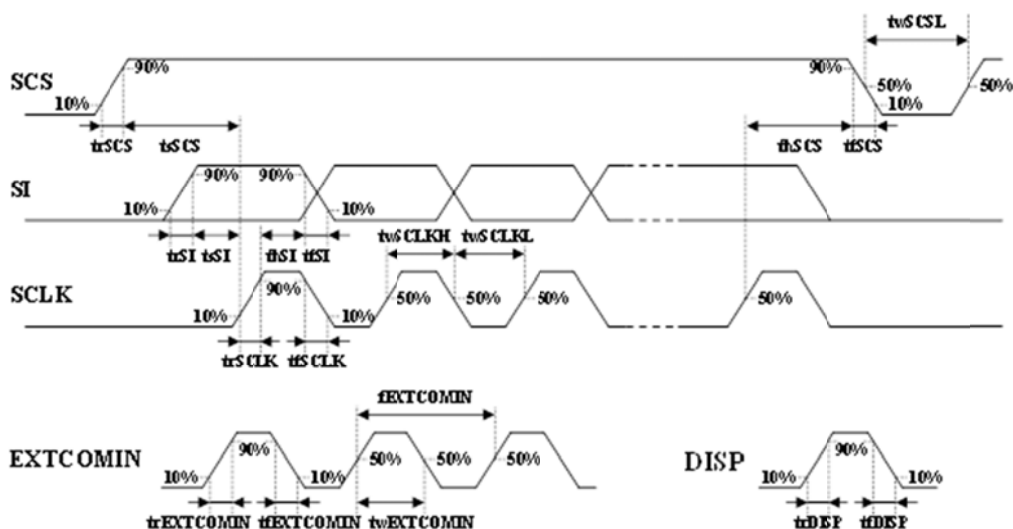 twSCSL
SCS 90% 90% 50% 50%
10% 10%
trSCS tsSCS thSCS tfSCS
SI 90% 90%
10% 10%
trSI tsSI thSI tfSI twSCLKH twSCLKL
SCLK 90% 50% 50% 50% 50%
10% 10%
trSCLK tfSCLK
fEXTCOMIN
EXTCOMIN 90% 50% 50% 50% DISP 90%
10% 10% 10% 10%
trEXTCOMIN tfEXTCOMIN twEXTCOMIN trDISP tfDISP